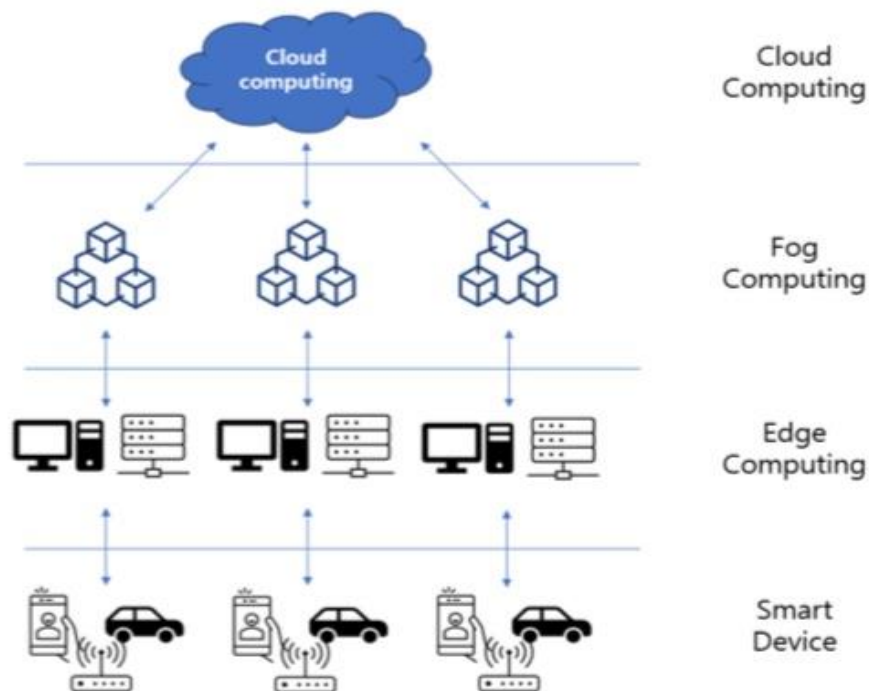 Cloud
computing
Cloud
Computing
Fog
Computing
Edge
Computing
Smart
Device